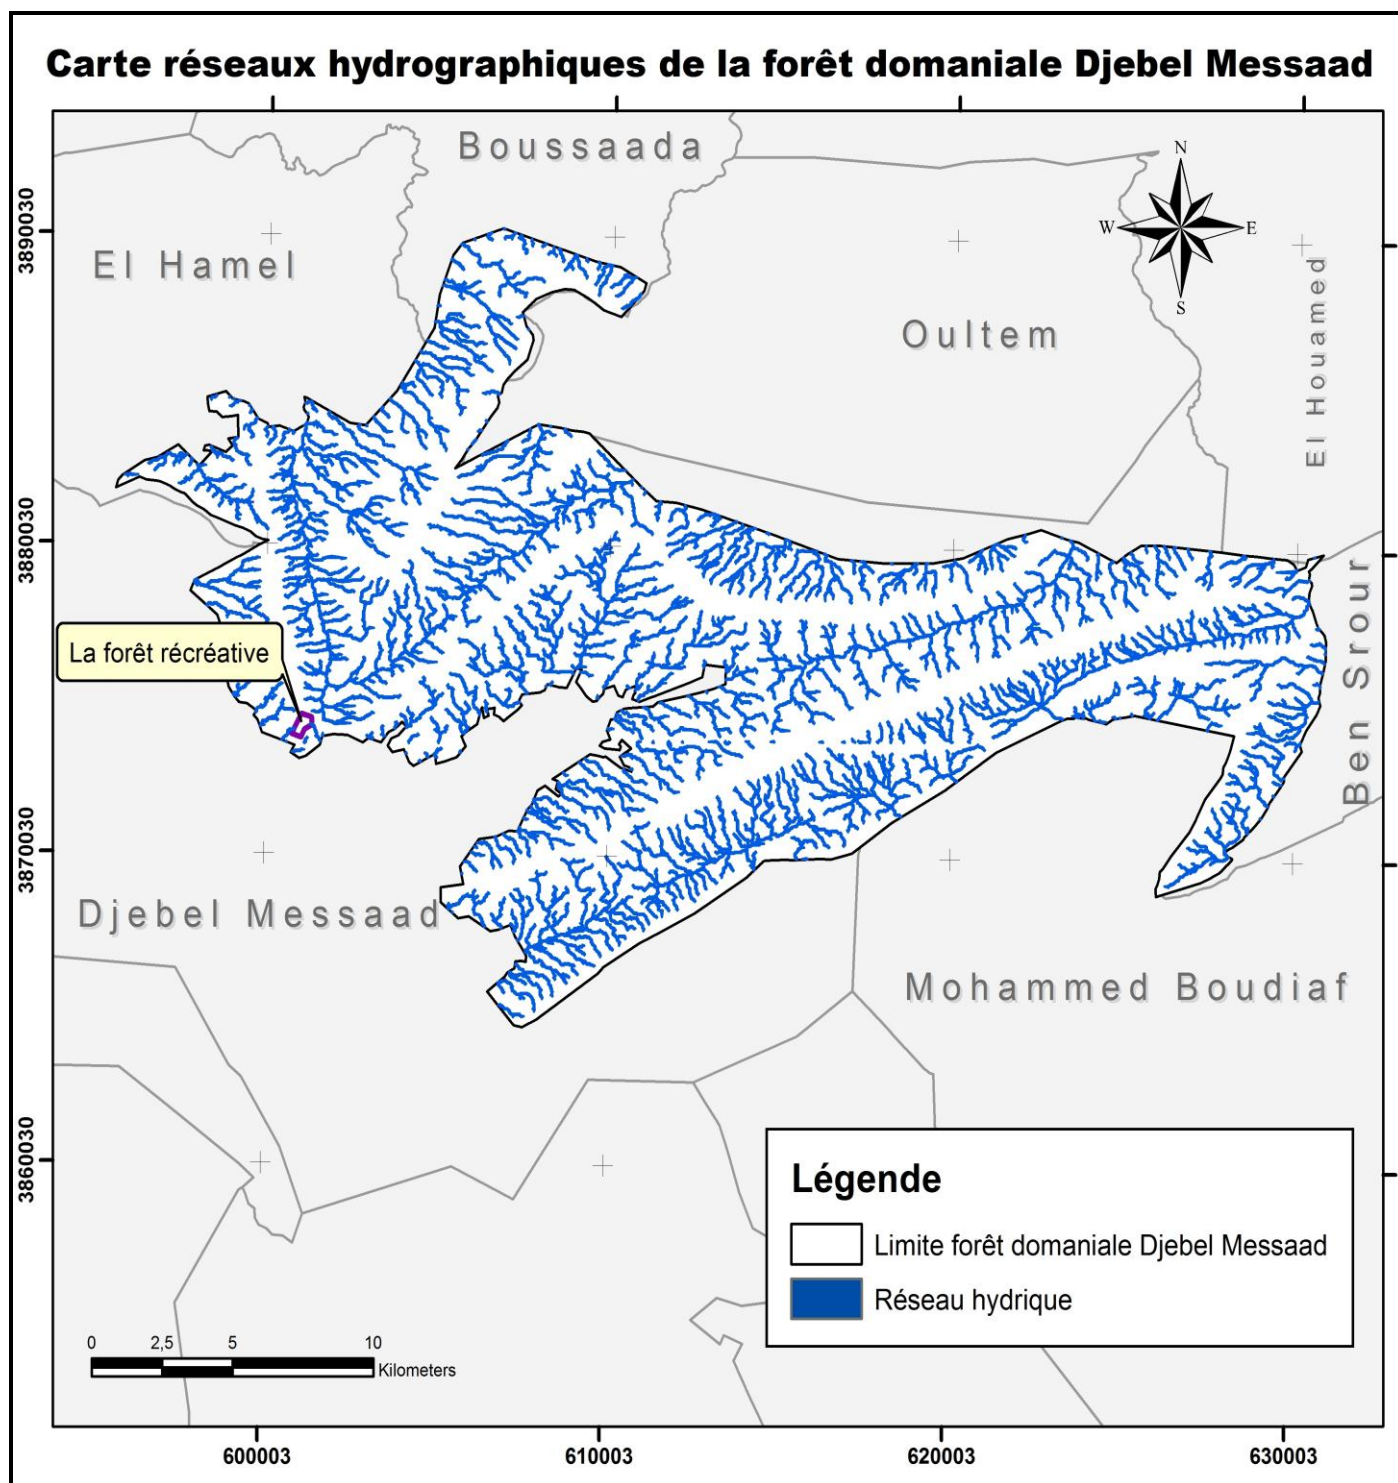 Carte réseaux hydrographiques de la forêt domaniale Djebel Messaad
Boussaada
N
W
E
S
3890030
El Hamel
Oultem
El Houamed
3880030
Ben Srour
La forêt récréative
3870030
Djebel Messaad
Mohammed Boudiaf
3860030
Légende
Limite forêt domaniale Djebel Messaad
Réseau hydrique
0 2,5 5 10
Kilometers
600003 610003 620003 630003